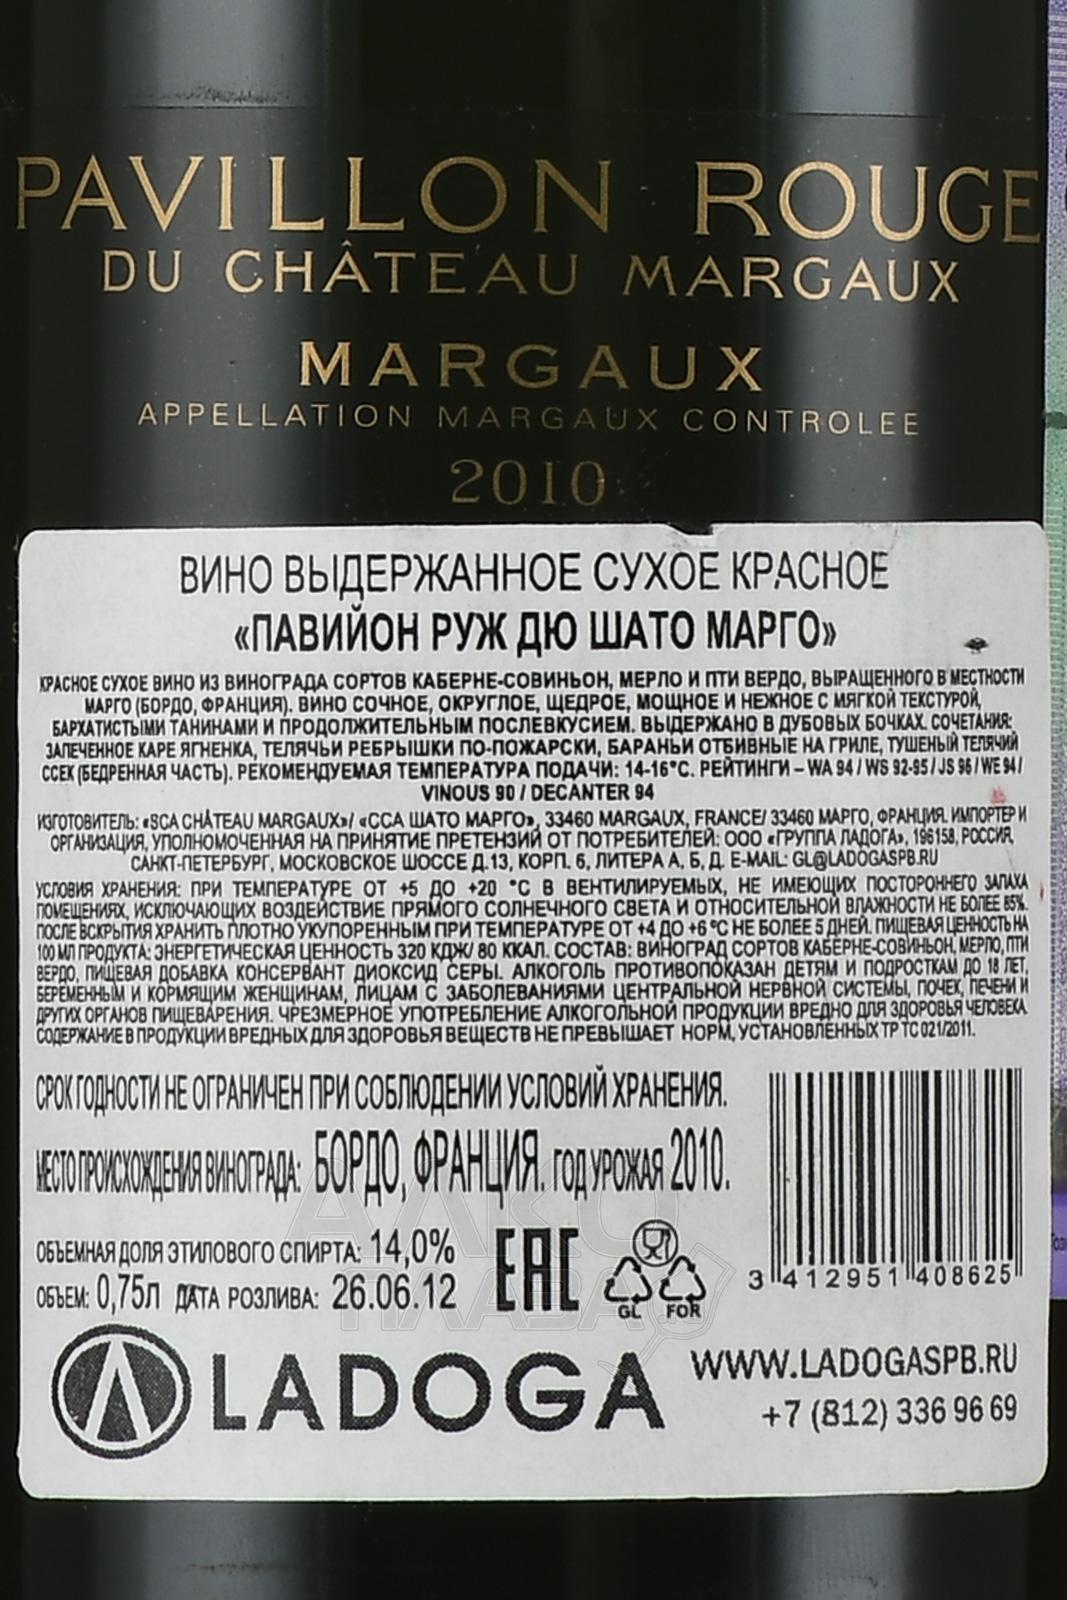 PAVILLON ROUGE
DU CHÂTEAU MARGAUX
MARGAUX
APPELLATION MARGAUX CONTROLEE
2010
ВИНО ВЫДЕРЖАННОЕ СУХОЕ КРАСНОЕ
«ПАВИЙОН РУЖ ДЮ ШАТО МАРГО»
КРАСНОЕ СУХОЕ ВИНО ИЗ ВИНОГРАДА СОРТОВ КАБЕРНЕ-СОВИНЬОН, МЕРЛО И ПТИ ВЕРДО, ВЫРАЩЕННОГО В МЕСТНОСТИ
МАРГО (БОРДО, ФРАНЦИЯ). ВИНО СОЧНОЕ, ОКРУГЛОЕ, ЩЕДРОЕ, МОЩНОЕ И НЕЖНОЕ С МЯГКОЙ ТЕКСТУРОЙ,
БАРХАТИСТЫМИ ТАНИНАМИ И ПРОДОЛЖИТЕЛЬНЫМ ПОСЛЕВКУСИЕМ. ВЫДЕРЖАНО В ДУБОВЫХ БОЧКАХ. СОЧЕТАНИЯ:
ЗАПЕЧЕННОЕ КАРЕ ЯГНЕНКА, ТЕЛЯЧЬИ РЕБРЫШКИ ПО-ПОЖАРСКИ, БАРАНЬИ ОТБИВНЫЕ НА ГРИЛЕ, ТУШЕНЫЙ ТЕЛЯЧИЙ
ССЕК (БЕДРЕННАЯ ЧАСТЬ). РЕКОМЕНДУЕМАЯ ТЕМПЕРАТУРА ПОДАЧИ: 14-16°С. РЕЙТИНГИ – WA 94 / WS 92-95 / JS 96 / WE 94 /
VINOUS 90 / DECANTER 94
ИЗГОТОВИТЕЛЬ: «SCA CHÂTEAU MARGAUX»/ «ССА ШАТО МАРГО», 33460 MARGAUX, FRANCE/ 33460 МАРГО, ФРАНЦИЯ. ИМПОРТЕР И
ОРГАНИЗАЦИЯ, УПОЛНОМОЧЕННАЯ НА ПРИНЯТИЕ ПРЕТЕНЗИЙ ОТ ПОТРЕБИТЕЛЕЙ: ООО «ГРУППА ЛАДОГА», 196158, РОССИЯ,
САНКТ-ПЕТЕРБУРГ, МОСКОВСКОЕ ШОССЕ Д.13, КОРП. 6, ЛИТЕРА А, Б, Д. E-MAIL: GL@LADOGASPB.RU
УСЛОВИЯ ХРАНЕНИЯ: ПРИ ТЕМПЕРАТУРЕ ОТ +5 ДО +20 °С В ВЕНТИЛИРУЕМЫХ, НЕ ИМЕЮЩИХ ПОСТОРОННЕГО ЗАПАХА
ПОМЕЩЕНИЯХ, ИСКЛЮЧАЮЩИХ ВОЗДЕЙСТВИЕ ПРЯМОГО СОЛНЕЧНОГО СВЕТА И ОТНОСИТЕЛЬНОЙ ВЛАЖНОСТИ НЕ БОЛЕЕ 85%.
ПОСЛЕ ВСКРЫТИЯ ХРАНИТЬ ПЛОТНО УКУПОРЕННЫМ ПРИ ТЕМПЕРАТУРЕ ОТ +4 ДО +6 °С НЕ БОЛЕЕ 5 ДНЕЙ. ПИЩЕВАЯ ЦЕННОСТЬ НА
100 МЛ ПРОДУКТА: ЭНЕРГЕТИЧЕСКАЯ ЦЕННОСТЬ 320 КДЖ/ 80 ККАЛ. СОСТАВ: ВИНОГРАД СОРТОВ КАБЕРНЕ-СОВИНЬОН, МЕРЛО, ПТИ
ВЕРДО, ПИЩЕВАЯ ДОБАВКА КОНСЕРВАНТ ДИОКСИД СЕРЫ. АЛКОГОЛЬ ПРОТИВОПОКАЗАН ДЕТЯМ И ПОДРОСТКАМ ДО 18 ЛЕТ,
БЕРЕМЕННЫМ И КОРМЯЩИМ ЖЕНЩИНАМ, ЛИЦАМ С ЗАБОЛЕВАНИЯМИ ЦЕНТРАЛЬНОЙ НЕРВНОЙ СИСТЕМЫ, ПОЧЕК, ПЕЧЕНИ И
ДРУГИХ ОРГАНОВ ПИЩЕВАРЕНИЯ. ЧРЕЗМЕРНОЕ УПОТРЕБЛЕНИЕ АЛКОГОЛЬНОЙ ПРОДУКЦИИ ВРЕДНО ДЛЯ ЗДОРОВЬЯ ЧЕЛОВЕКА.
СОДЕРЖАНИЕ В ПРОДУКЦИИ ВРЕДНЫХ ДЛЯ ЗДОРОВЬЯ ВЕЩЕСТВ НЕ ПРЕВЫШАЕТ НОРМ, УСТАНОВЛЕННЫХ ТР ТС 021/2011.
СРОК ГОДНОСТИ НЕ ОГРАНИЧЕН ПРИ СОБЛЮДЕНИИ УСЛОВИЙ ХРАНЕНИЯ.
МЕСТО ПРОИСХОЖДЕНИЯ ВИНОГРАДА: БОРДО, ФРАНЦИЯ. ГОД УРОЖАЯ 2010.
ОБЪЕМНАЯ ДОЛЯ ЭТИЛОВОГО СПИРТА: 14,0%
ОБЪЕМ: 0,75Л ДАТА РОЗЛИВА: 26.06.12
EAC
GL FOR
3 412951 408625
АЛКО
ПЛАЗА
LADOGA
WWW.LADOGASPB.RU
+7 (812) 336 96 69